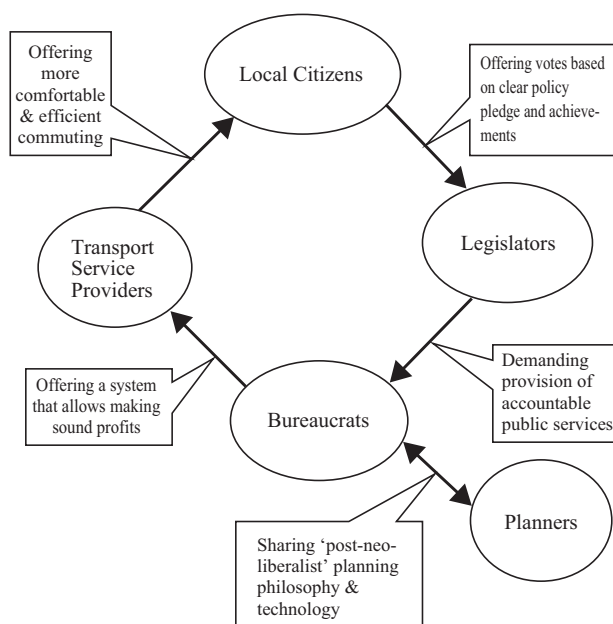 Offering
more
comfortable
& efficient
commuting
Local Citizens
Offering votes based
on clear policy
pledge and achieve-
ments
Transport
Service
Providers
Legislators
Offering a system
that allows making
sound profits
Bureaucrats
Demanding
provision of
accountable
public services
Planners
Sharing ‘post-neo-
liberalist’ planning
philosophy &
technology